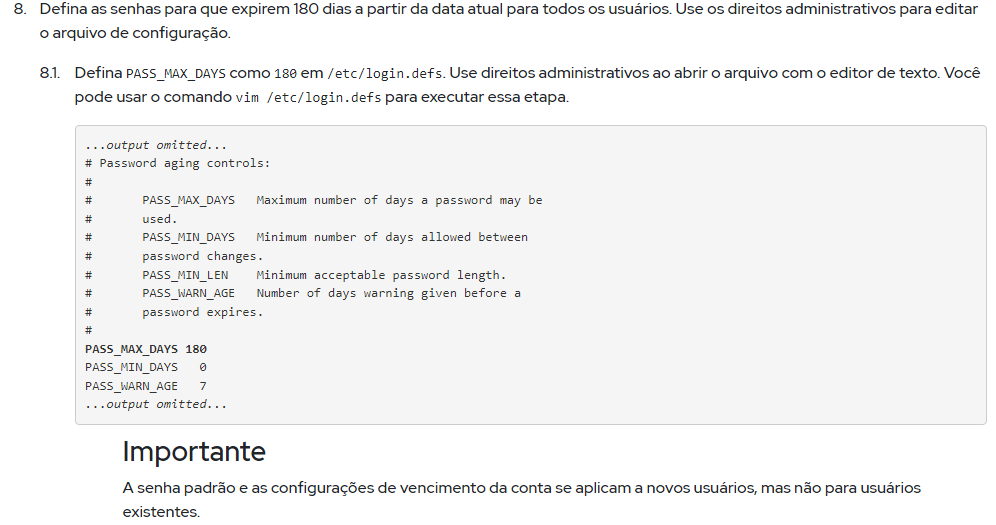 8. Defina as senhas para que expirem 180 dias a partir da data atual para todos os usuários. Use os direitos administrativos para editar
o arquivo de configuração.
8.1. Defina PASS_MAX_DAYS como 180 em /etc/login.defs. Use direitos administrativos ao abrir o arquivo com o editor de texto. Você
pode usar o comando vim /etc/login.defs para executar essa etapa.
...output omitted...
# Password aging controls:
#
#       PASS_MAX_DAYS   Maximum number of days a password may be
#       used.
#       PASS_MIN_DAYS   Minimum number of days allowed between
#       password changes.
#       PASS_MIN_LEN    Minimum acceptable password length.
#       PASS_WARN_AGE   Number of days warning given before a
#       password expires.
#
PASS_MAX_DAYS 180
PASS_MIN_DAYS   0
PASS_WARN_AGE   7
...output omitted...
Importante
A senha padrão e as configurações de vencimento da conta se aplicam a novos usuários, mas não para usuários
existentes.